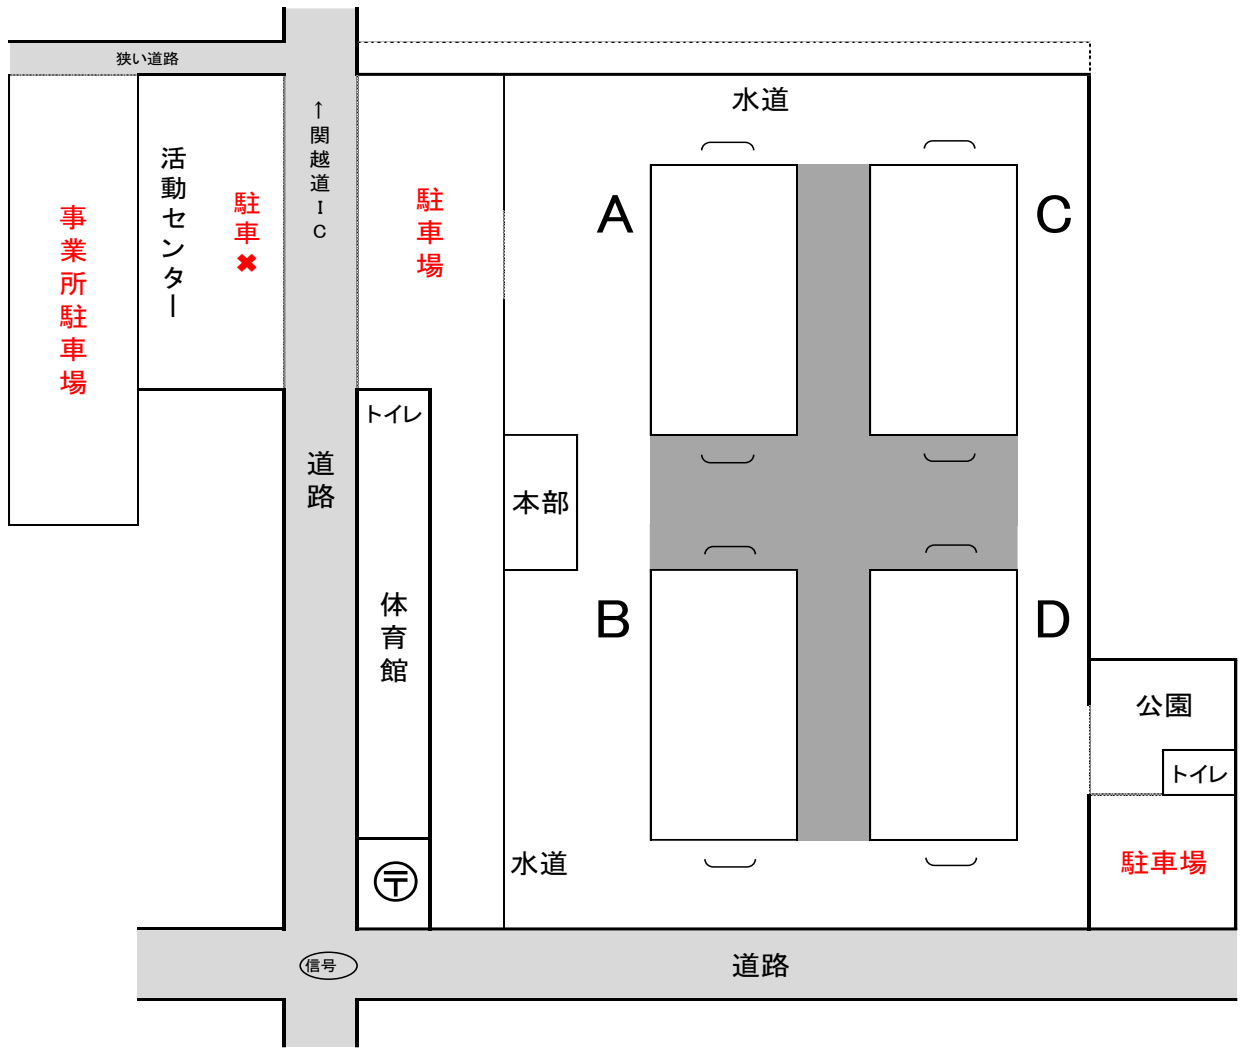 狭い道路
水道
↑関越道IC
活動センター
駐車✖
駐車場
事業所駐車場
A
C
トイレ
道路
本部
体育館
B
D
公園
トイレ
水道
駐車場
〒
信号
道路